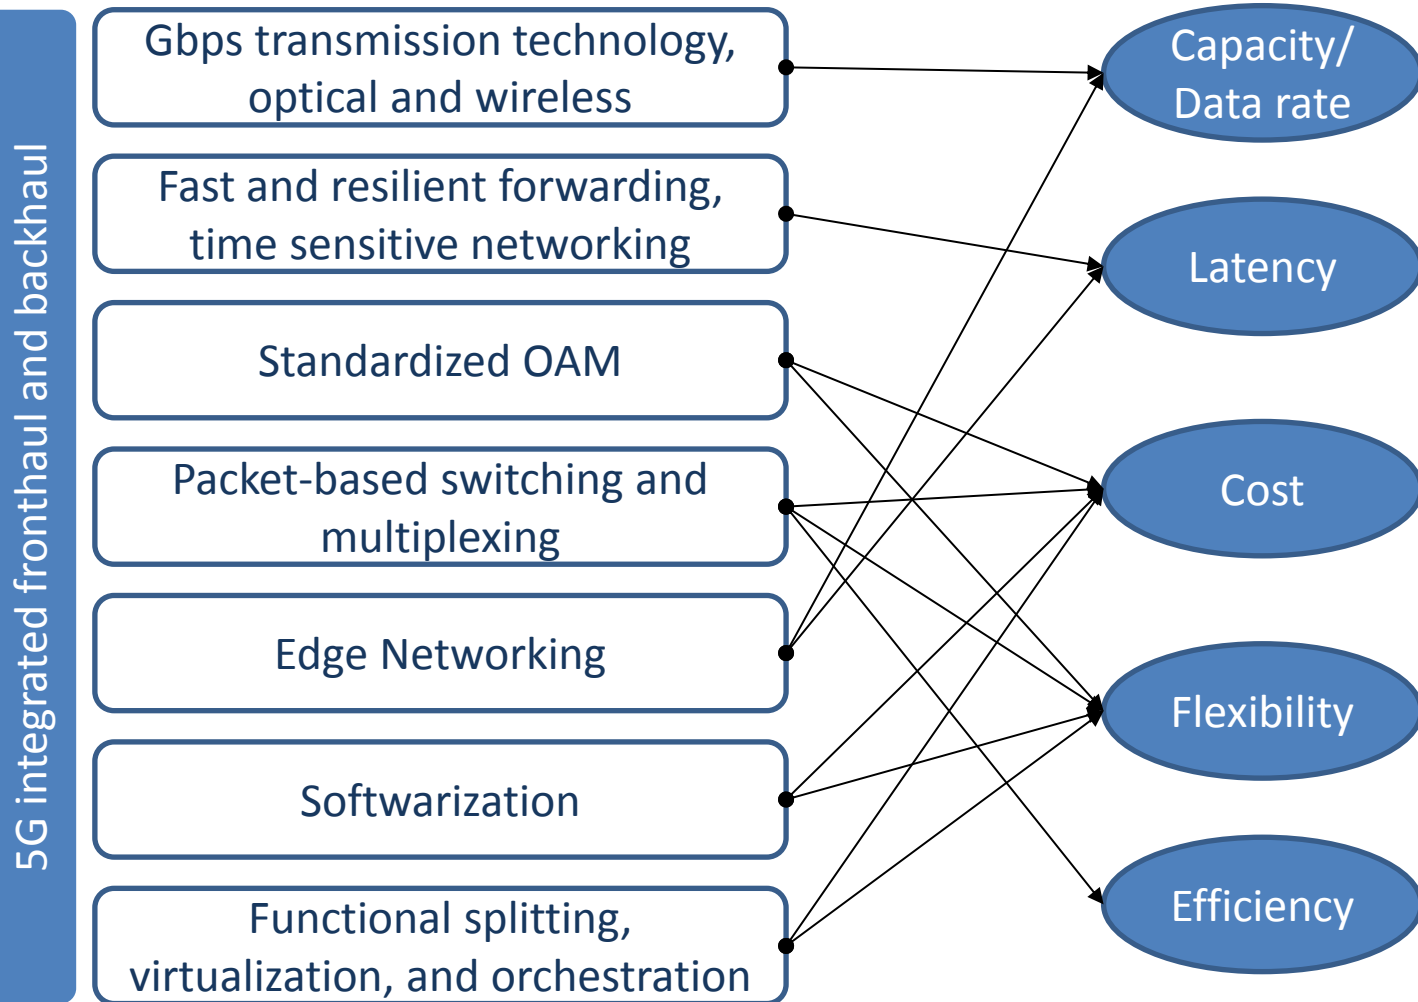 5G integrated fronthaul and backhaul
Gbps transmission technology,
optical and wireless
Fast and resilient forwarding,
time sensitive networking
Standardized OAM
Packet-based switching and
multiplexing
Edge Networking
Softwarization
Functional splitting,
virtualization, and orchestration
Capacity/
Data rate
Latency
Cost
Flexibility
Efficiency